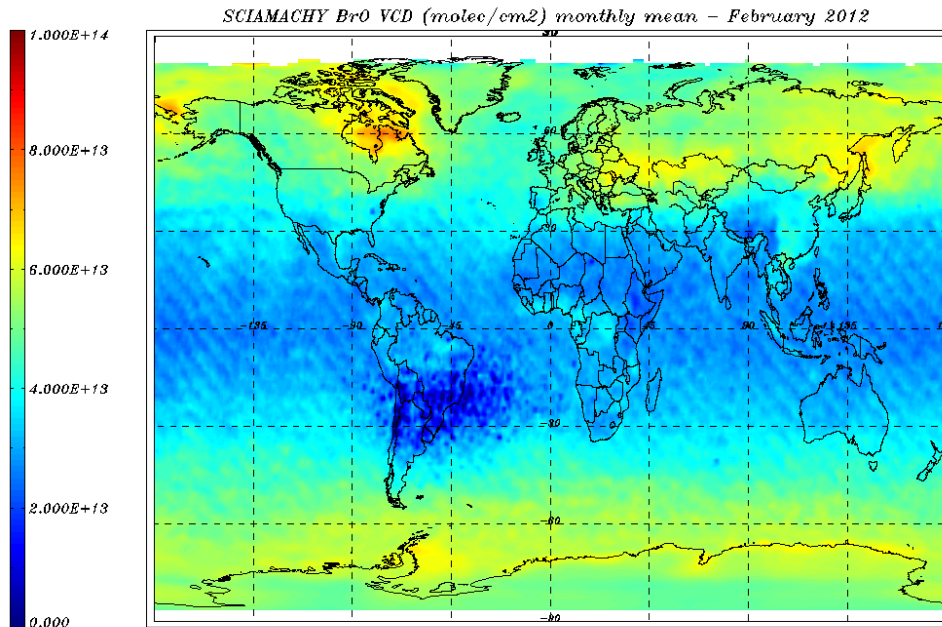 SCIAMACHY BrO VCD (molec/cm2) monthly mean - February 2012
1.000E+14
8.000E+13
6.000E+13
4.000E+13
2.000E+13
0.000
90
60
30
-135 -90 -45 0 45 90 135
-30
-60
-90